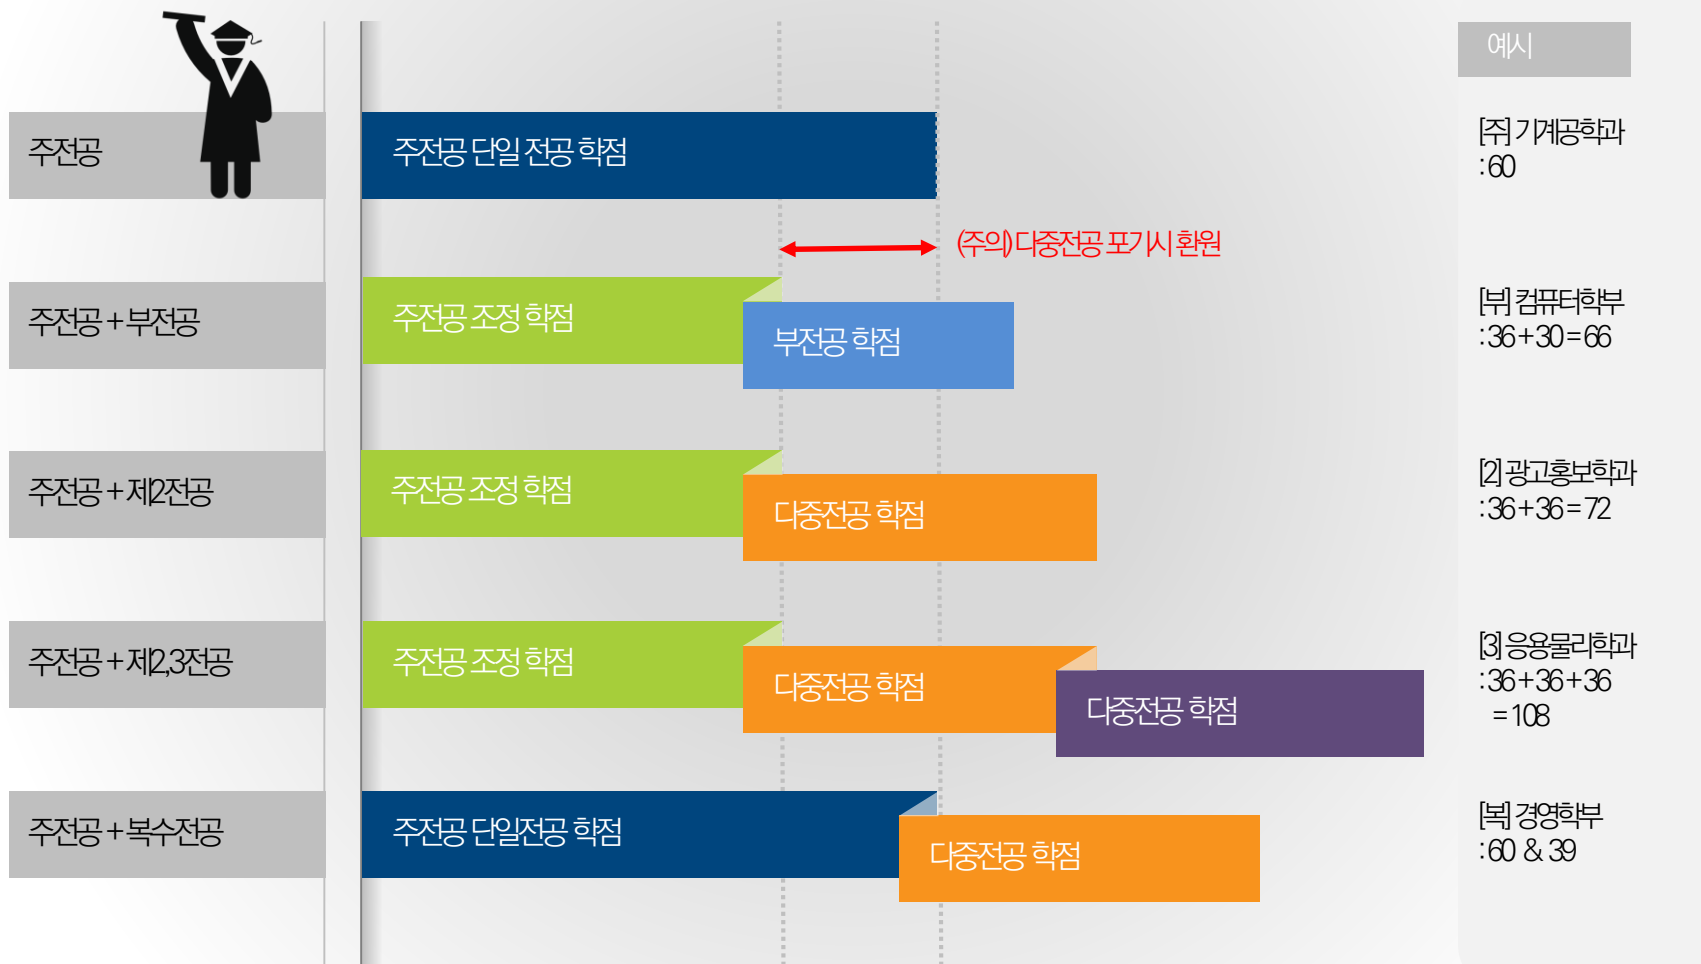 예시
주전공
주전공 단일 전공 학점
[주] 기계공학과
: 60
(주의) 다중전공 포기시 환원
주전공 + 부전공
주전공 조정 학점
부전공 학점
[부] 컴퓨터학부
: 36 + 30 = 66
주전공 + 제2전공
주전공 조정 학점
다중전공 학점
[2] 광고홍보학과
: 36 + 36 = 72
주전공 + 제2,3전공
주전공 조정 학점
다중전공 학점
다중전공 학점
[3] 응용물리학과
: 36 + 36 + 36
= 108
주전공 + 복수전공
주전공 단일전공 학점
다중전공 학점
[복] 경영학부
: 60 & 39